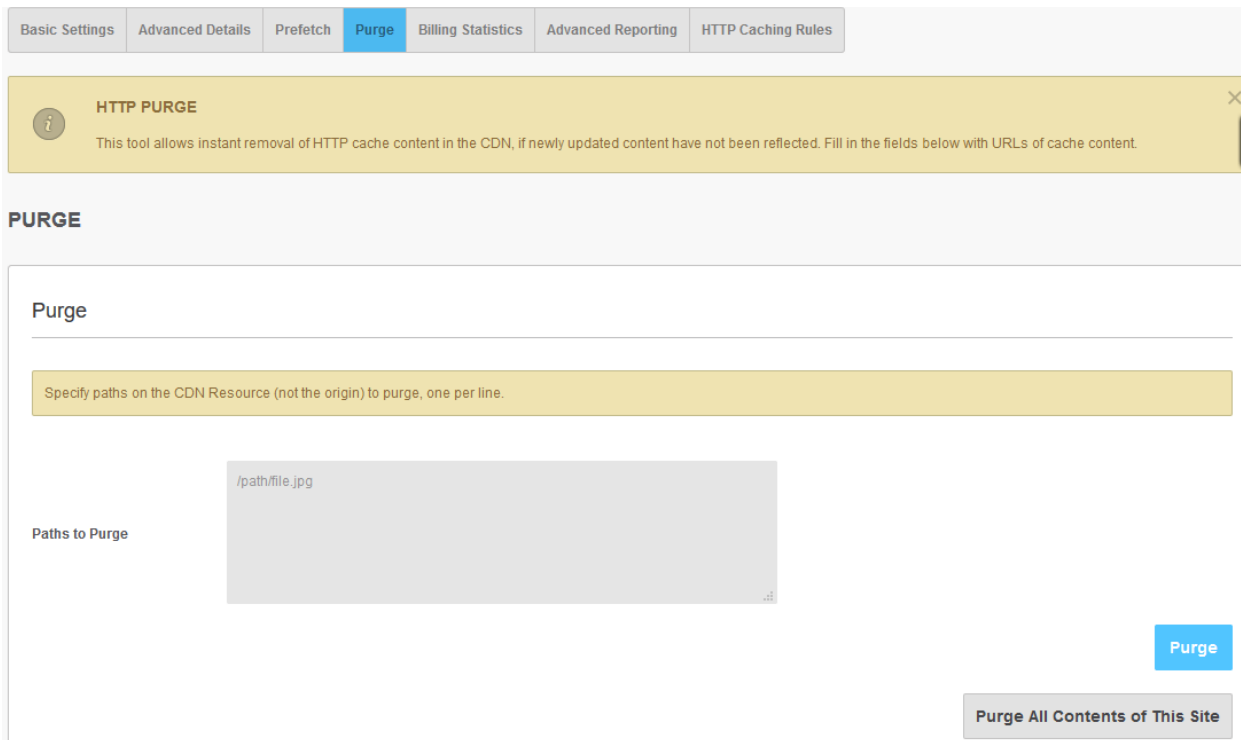 Basic Settings Advanced Details Prefetch Purge Billing Statistics Advanced Reporting HTTP Caching Rules
HTTP PURGE
This tool allows instant removal of HTTP cache content in the CDN, if newly updated content have not been reflected. Fill in the fields below with URLs of cache content.
PURGE
Purge
Specify paths on the CDN Resource (not the origin) to purge, one per line.
/path/file.jpg
Paths to Purge
Purge
Purge All Contents of This Site